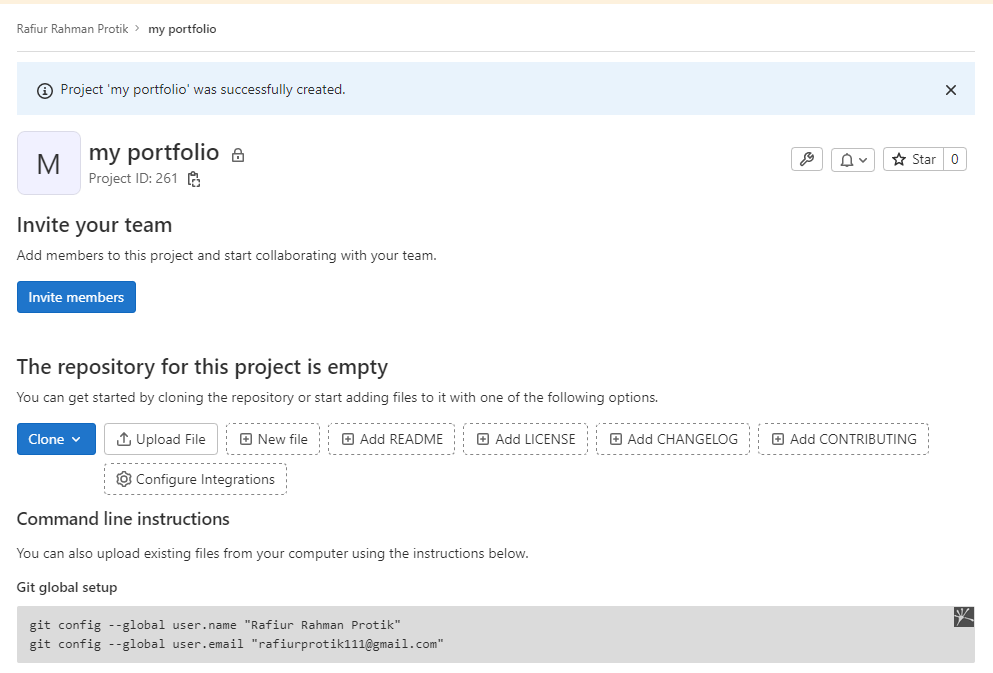 Rafiur Rahman Protik › my portfolio
Project 'my portfolio' was successfully created.
M
my portfolio
Project ID: 261
Star 0
Invite your team
Add members to this project and start collaborating with your team.
Invite members
The repository for this project is empty
You can get started by cloning the repository or start adding files to it with one of the following options.
Clone Upload File New file Add README Add LICENSE Add CHANGELOG Add CONTRIBUTING
Configure Integrations
Command line instructions
You can also upload existing files from your computer using the instructions below.
Git global setup
git config --global user.name "Rafiur Rahman Protik"
git config --global user.email "rafiurprotik111@gmail.com"